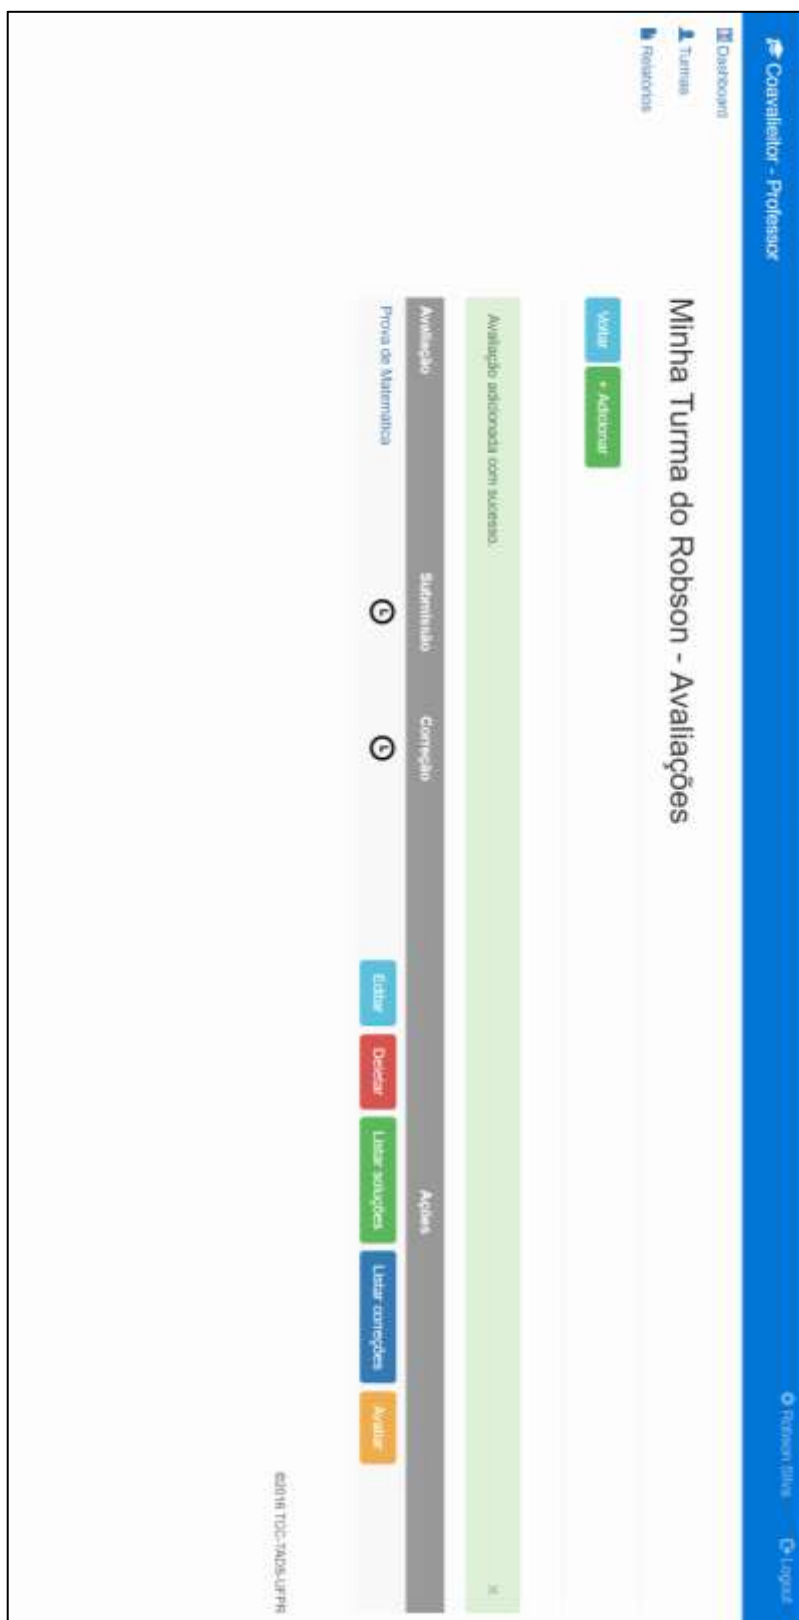 Coavalieitor - Professor
Robson Silva
Logout
Dashboard
Turmas
Relatórios
Minha Turma do Robson - Avaliações
Voltar
+ Adicionar
Avaliação adicionada com sucesso.
×
Avaliação Submissão Correção Ações
Prova de Matemática Editar Deletar Listar soluções Listar correções Avaliar
©2016 TCC-TADS-UFPR